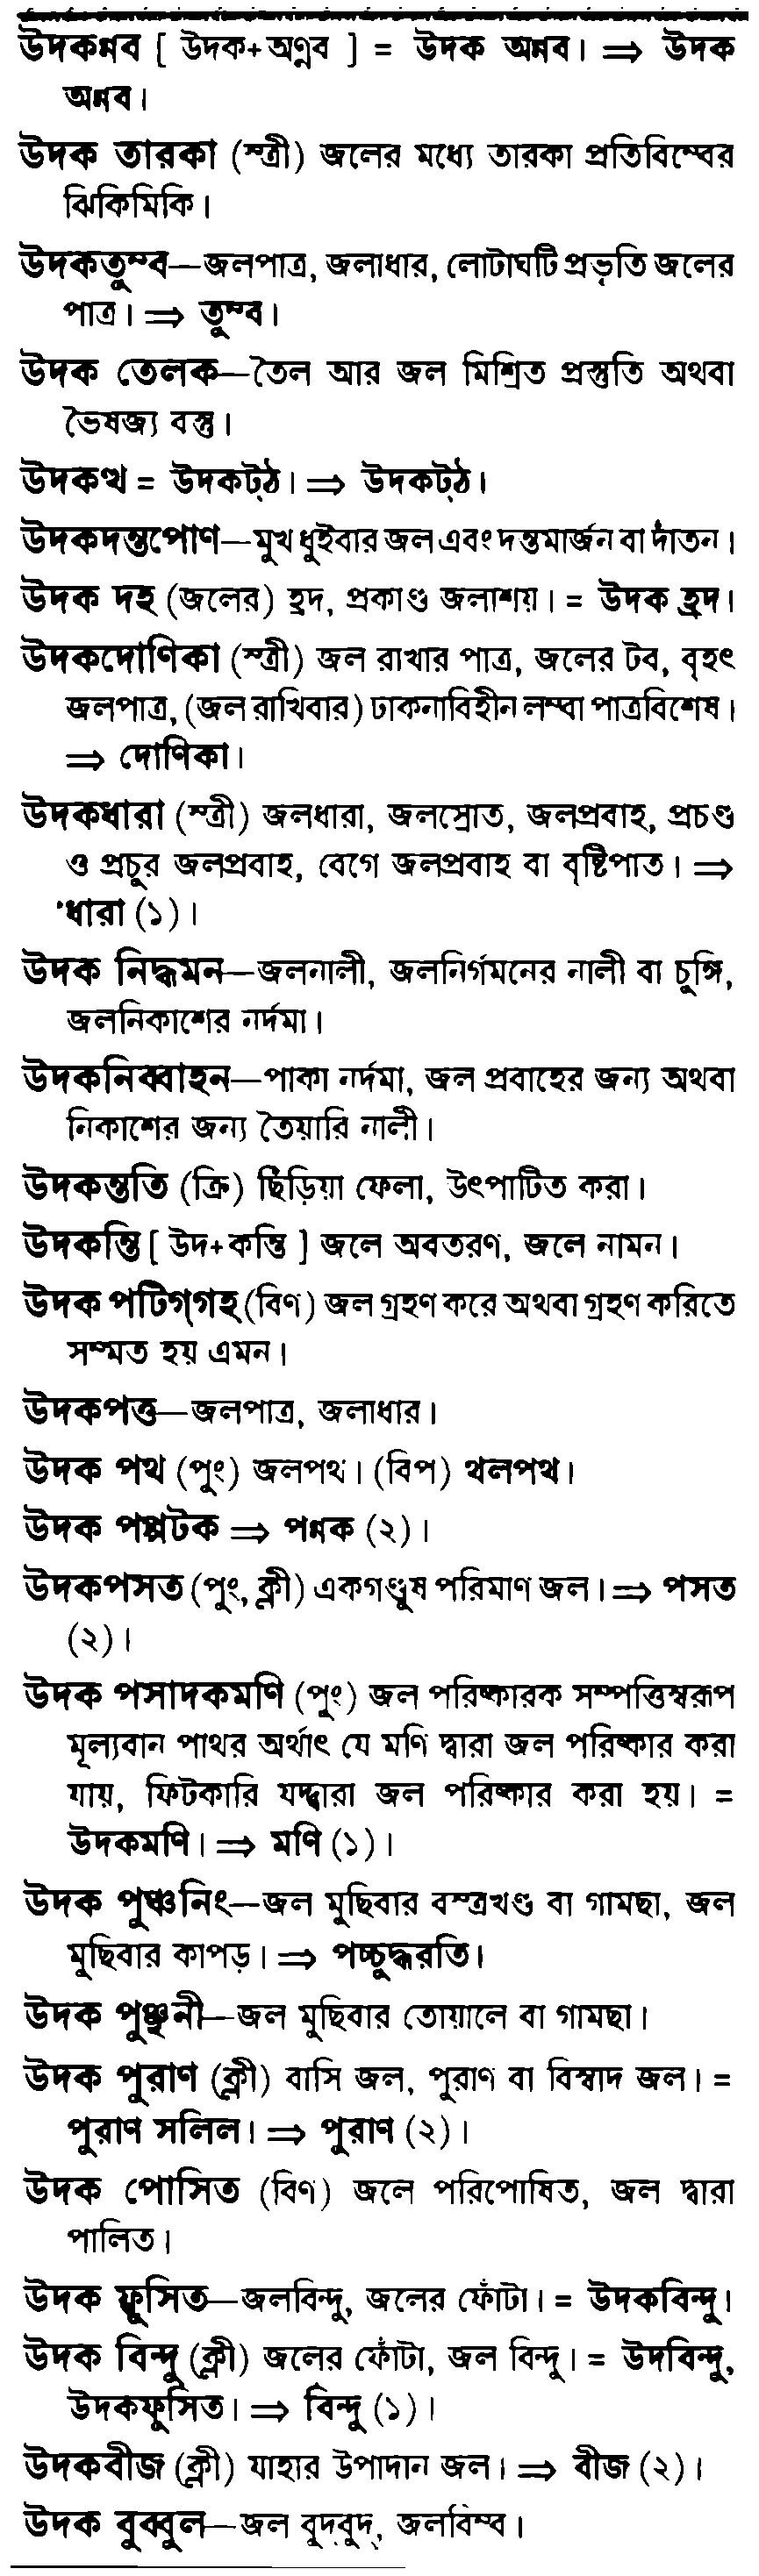 উদকণ্ণব [ উদক+অণ্ণব ] = উদক অন্নব। ⇒ উদক
অন্নব।
উদক তারকা (স্ত্রী) জলের মধ্যে তারকা প্রতিবিম্বের
ঝিকিমিকি।
উদকতুম্ব—জলপাত্র, জলাধার, লোটাঘটি প্রভৃতি জলের
পাত্র। ⇒ তুম্ব।
উদক তেলক—তৈল আর জল মিশ্রিত প্রস্তুতি অথবা
ভৈষজ্য বস্তু।
উদকত্থ = উদকট্‌ঠ। ⇒ উদকট্‌ঠ।
উদকদন্তপোণ—মুখ ধুইবার জল এবং দন্তমার্জন বা দাঁতন।
উদক দহ (জলের) হ্রদ, প্রকাণ্ড জলাশয়। = উদক হ্রদ।
উদকদোণিকা (স্ত্রী) জল রাখার পাত্র, জলের টব, বৃহৎ
জলপাত্র, (জল রাখিবার) ঢাকনাবিহীন লম্বা পাত্রবিশেষ।
⇒ দোণিকা।
উদকধারা (স্ত্রী) জলধারা, জলস্রোত, জলপ্রবাহ, প্রচণ্ড
ও প্রচুর জলপ্রবাহ, বেগে জলপ্রবাহ বা বৃষ্টিপাত। ⇒
ধারা (১)।
উদক নিদ্ধমন—জলনালী, জলনির্গমনের নালী বা চুঙ্গি,
জলনিকাশের নর্দমা।
উদকনিব্বাহন—পাকা নর্দমা, জল প্রবাহের জন্য অথবা
নিকাশের জন্য তৈয়ারি নালী।
উদকন্ততি (ক্রি) ছিঁড়িয়া ফেলা, উৎপাটিত করা।
উদকন্তি [ উদ+কন্তি ] জলে অবতরণ, জলে নামন।
উদক পটিগ্‌গহ (বিণ) জল গ্রহণ করে অথবা গ্রহণ করিতে
সম্মত হয় এমন।
উদকপত্ত—জলপাত্র, জলাধার।
উদক পথ (পুং) জলপথ। (বিপ) থলপথ।
উদক পপ্পটক ⇒ পন্নক (২)।
উদকপসত (পুং, ক্লী) একগণ্ডুষ পরিমাণ জল। ⇒ পসত
(২)।
উদক পসাদকমণি (পুং) জল পরিষ্কারক সম্পত্তিস্বরূপ
মূল্যবান পাথর অর্থাৎ যে মণি দ্বারা জল পরিষ্কার করা
যায়, ফিটকারি যদ্দ্বারা জল পরিষ্কার করা হয়। =
উদকমণি। ⇒ মণি (১)।
উদক পুঞ্চনিং—জল মুছিবার বস্ত্রখণ্ড বা গামছা, জল
মুছিবার কাপড়। ⇒ পচ্চুদ্ধরতি।
উদক পুঞ্ছনী—জল মুছিবার তোয়ালে বা গামছা।
উদক পুরাণ (ক্লী) বাসি জল, পুরাণ বা বিস্বাদ জল। =
পুরাণ সলিল। ⇒ পুরাণ (২)।
উদক পোসিত (বিণ) জলে পরিপোষিত, জল দ্বারা
পালিত।
উদক ফুসিত—জলবিন্দু, জলের ফোঁটা। = উদকবিন্দু।
উদক বিন্দু (ক্লী) জলের ফোঁটা, জল বিন্দু। = উদবিন্দু,
উদকফুসিত। ⇒ বিন্দু (১)।
উদকবীজ (ক্লী) যাহার উপাদান জল। ⇒ বীজ (২)।
উদক বুব্বুল—জল বুদ্‌বুদ্, জলবিম্ব।